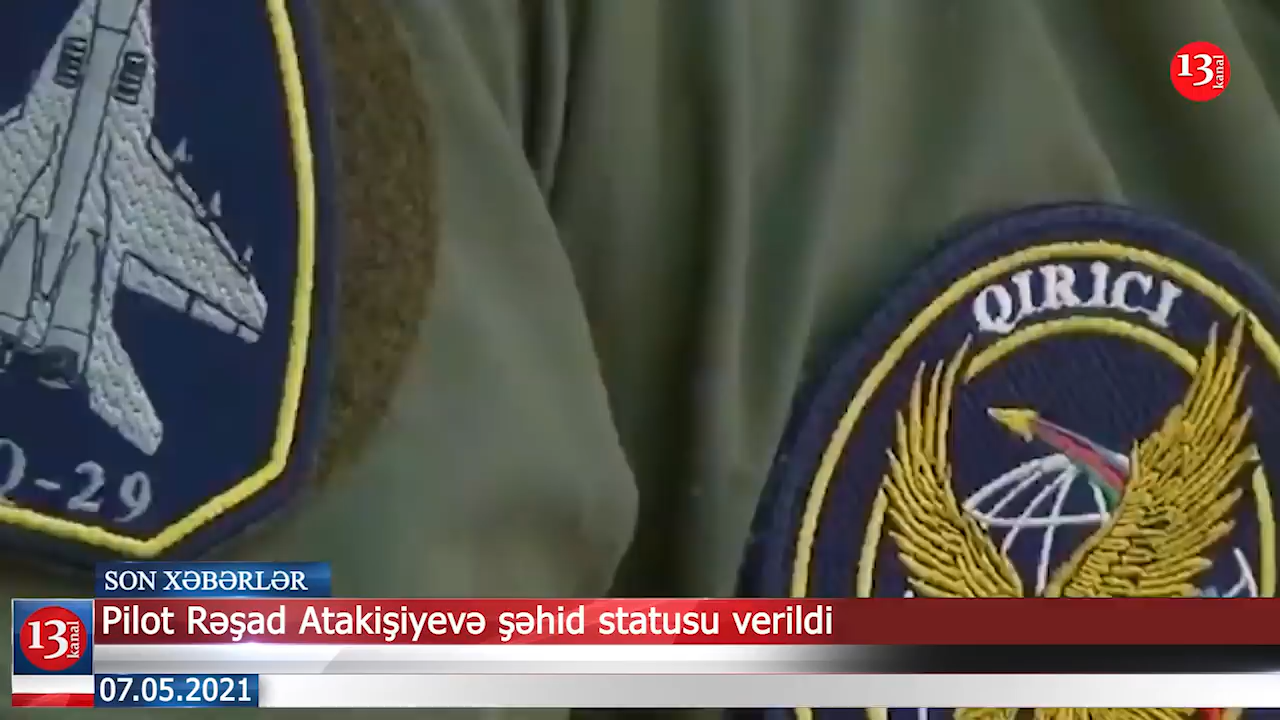 13
kanal
QIRICI
Q-29
SON XƏBƏRLƏR
Pilot Rəşad Atakişiyevə şəhid statusu verildi
13
kanal
07.05.2021